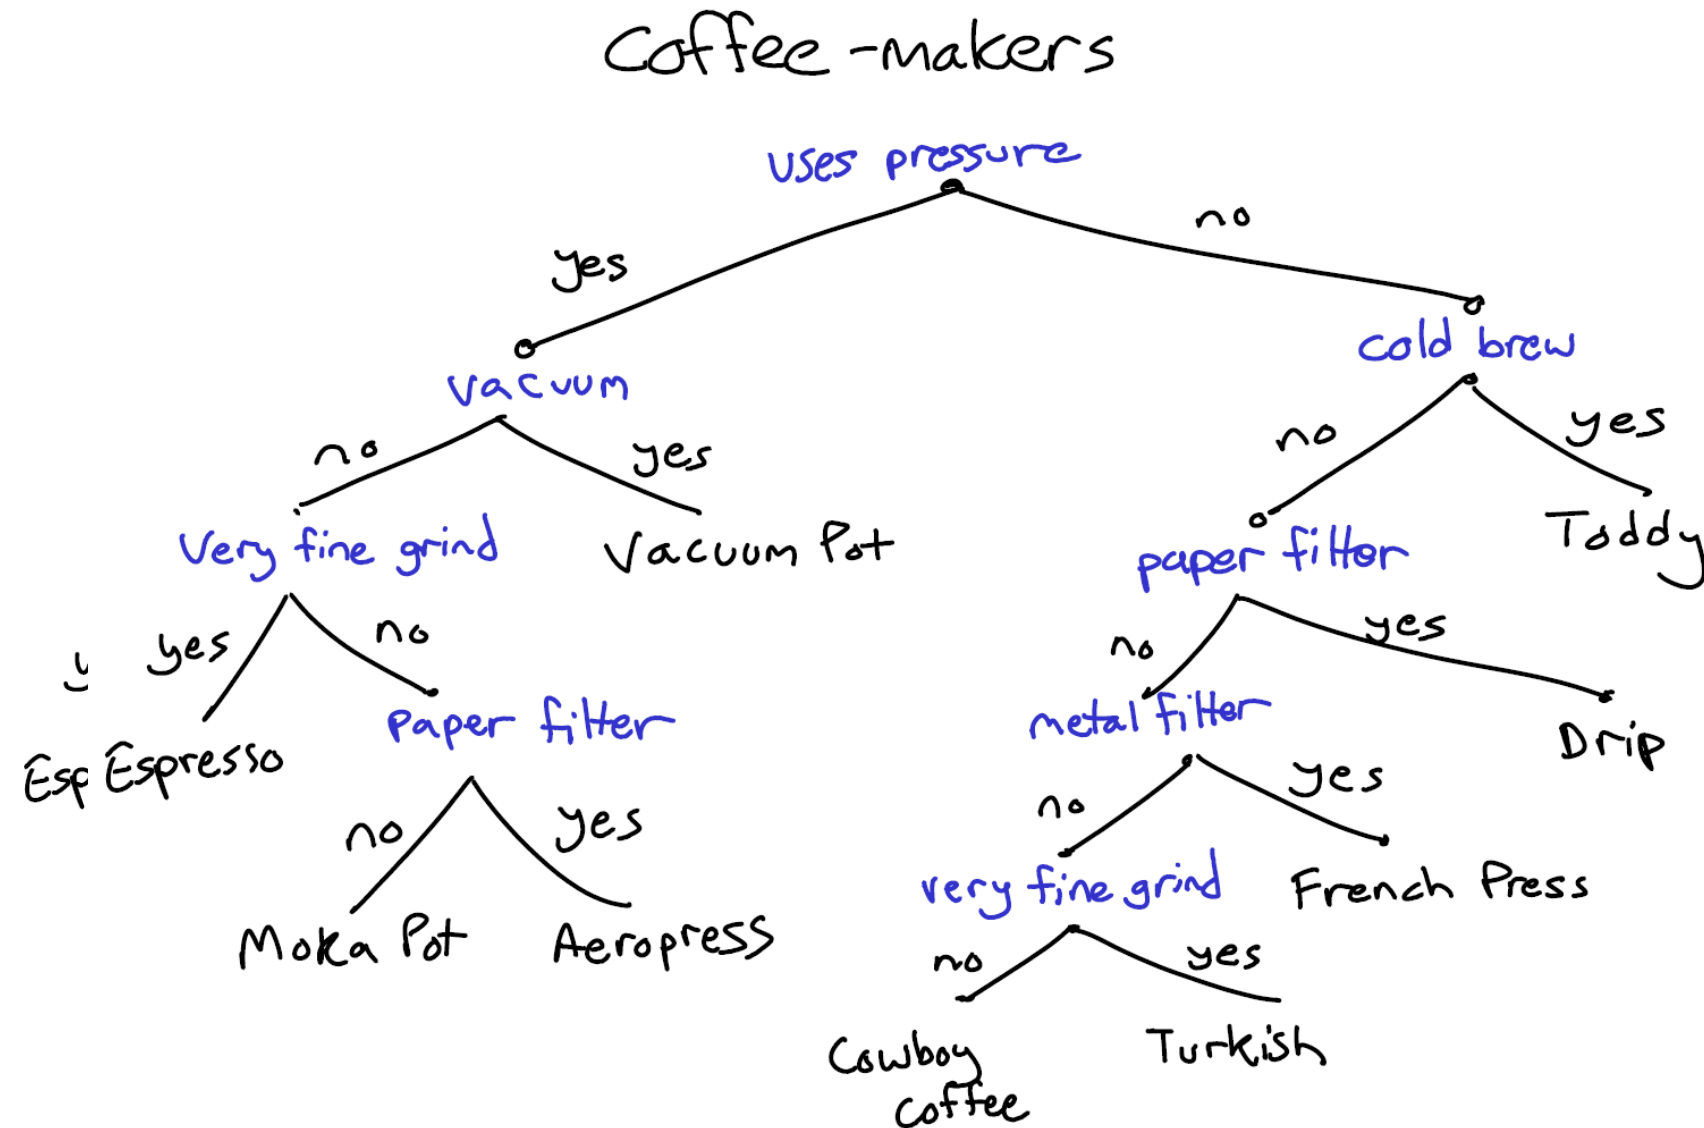 Coffee-makers
uses pressure
no
yes
cold brew
vacuum
no
yes
no
yes
very fine grind
Vacuum Pot
paper filter
Toddy
yes
no
no
yes
y
paper filter
metal filter
Drip
Esp
Espresso
no
yes
no
yes
very fine grind
French Press
Moka Pot
Aeropress
no
yes
Cowboy
coffee
Turkish